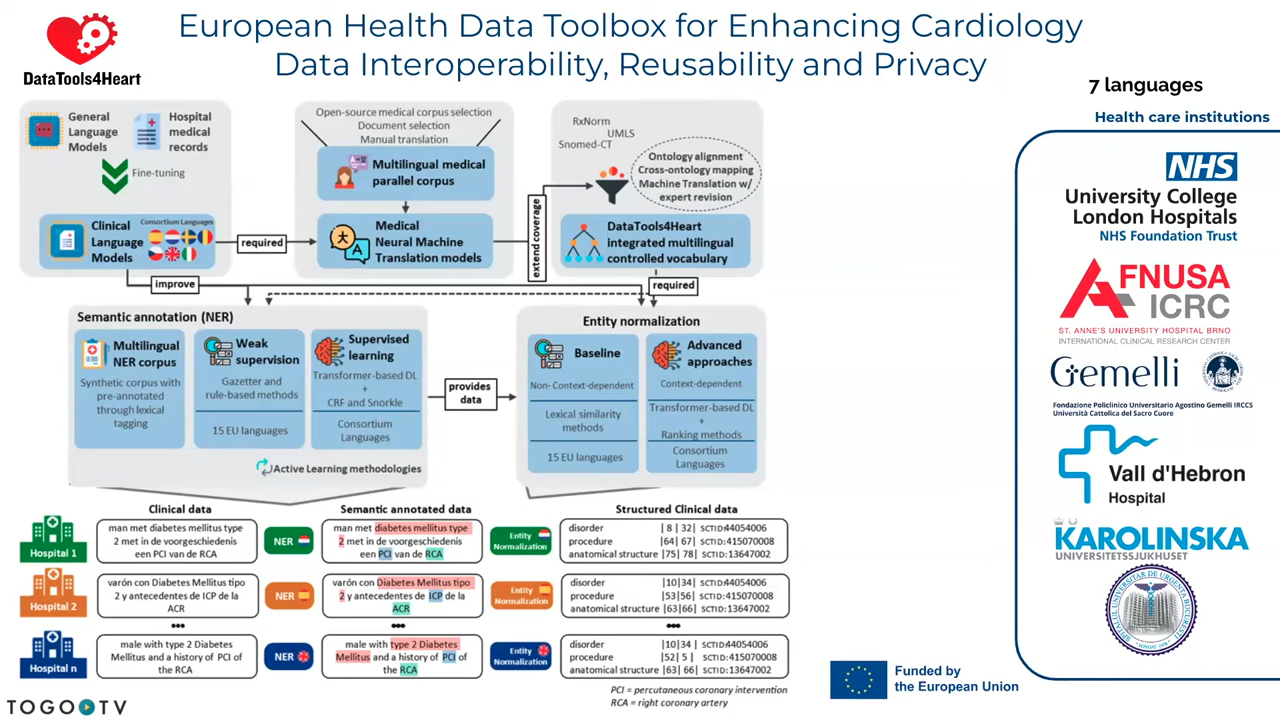 European Health Data Toolbox for Enhancing Cardiology
Data Interoperability, Reusability and Privacy
DataTools4Heart
7 languages
Health care institutions
General
Language
Models
Hospital
medical
records
Fine-tuning
Clinical
Language
Models
Consortium Languages
required
Open-source medical corpus selection
Document selection
Manual translation
Multilingual medical
parallel corpus
Medical
Neural Machine
Translation models
extend coverage
RxNorm
UMLS
Snomed-CT
Ontology alignment
Cross-ontology mapping
Machine Translation w/
expert revision
DataTools4Heart
integrated multilingual
controlled vocabulary
improve
required
Semantic annotation (NER)
Multilingual
NER corpus
Synthetic corpus with
pre-annotated
through lexical
tagging
Weak
supervision
Gazetter and
rule-based methods
15 EU languages
Supervised
learning
Transformer-based DL
+
CRF and Snorkle
Consortium
Languages
Active Learning methodologies
provides
data
Entity normalization
Baseline
Non-Context-dependent
Lexical similarity
methods
15 EU languages
Advanced
approaches
Context-dependent
Transformer-based DL
+
Ranking methods
Consortium
Languages
Clinical data
Semantic annotated data
Structured Clinical data
Hospital 1
man met diabetes mellitus type
2 met in de voorgeschiedenis
een PCI van de RCA
NER
man met diabetes mellitus type
2 met in de voorgeschiedenis
een PCI van de RCA
Entity
Normalization
disorder |8 | 32| SCTID:44054006
procedure |64| 67| SCTID:415070008
anatomical structure |75| 78| SCTID:13647002
Hospital 2
varón con Diabetes Mellitus tipo
2 y antecedentes de ICP de la
ACR
NER
varón con Diabetes Mellitus tipo
2 y antecedentes de ICP de la
ACR
Entity
Normalization
disorder |10|34| SCTID:44054006
procedure |53|56| SCTID:415070008
anatomical structure |63|66| SCTID:13647002
Hospital n
male with type 2 Diabetes
Mellitus and a history of PCI of
the RCA
NER
male with type 2 Diabetes
Mellitus and a history of PCI of
the RCA
Entity
Normalization
disorder |10|34 | SCTID:44054006
procedure |52| 5 | SCTID:415070008
anatomical structure |63| 66| SCTID:13647002
PCI = percutaneous coronary intervention
RCA = right coronary artery
NHS
University College
London Hospitals
NHS Foundation Trust
FNUSA
ICRC
ST. ANNE'S UNIVERSITY HOSPITAL BRNO
INTERNATIONAL CLINICAL RESEARCH CENTER
Gemelli
Fondazione Policlinico Universitario Agostino Gemelli IRCCS
Università Cattolica del Sacro Cuore
Vall d'Hebron
Hospital
KAROLINSKA
UNIVERSITETSSJUKHUSET
SPITALUL UNIVERSITAR DE URGENTA BUCURESTI
Funded by
the European Union
TOGO TV